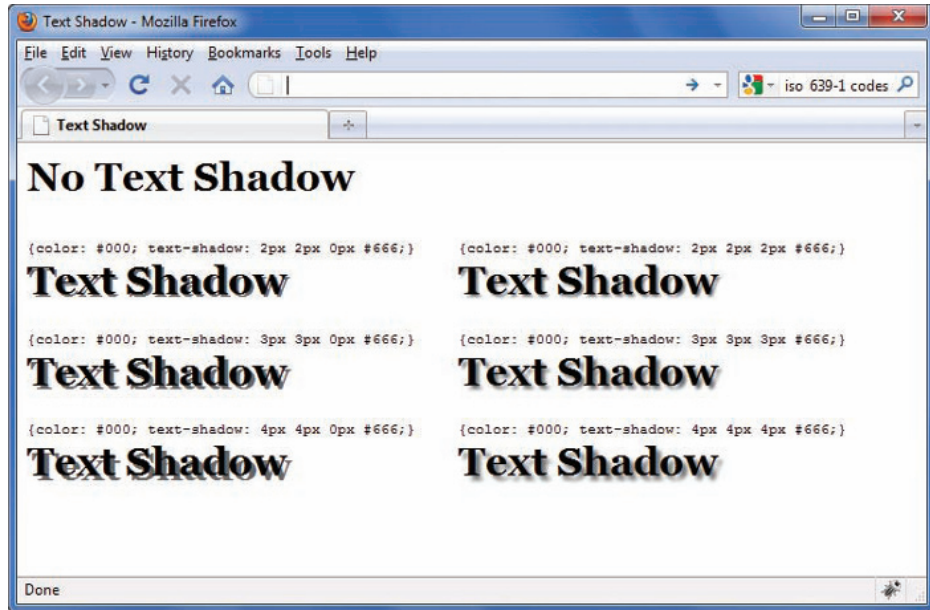 Text Shadow - Mozilla Firefox
File Edit View History Bookmarks Tools Help
iso 639-1 codes
Text Shadow
No Text Shadow
{color: #000; text-shadow: 2px 2px 0px #666;}
Text Shadow
{color: #000; text-shadow: 2px 2px 2px #666;}
Text Shadow
{color: #000; text-shadow: 3px 3px 0px #666;}
Text Shadow
{color: #000; text-shadow: 3px 3px 3px #666;}
Text Shadow
{color: #000; text-shadow: 4px 4px 0px #666;}
Text Shadow
{color: #000; text-shadow: 4px 4px 4px #666;}
Text Shadow
Done